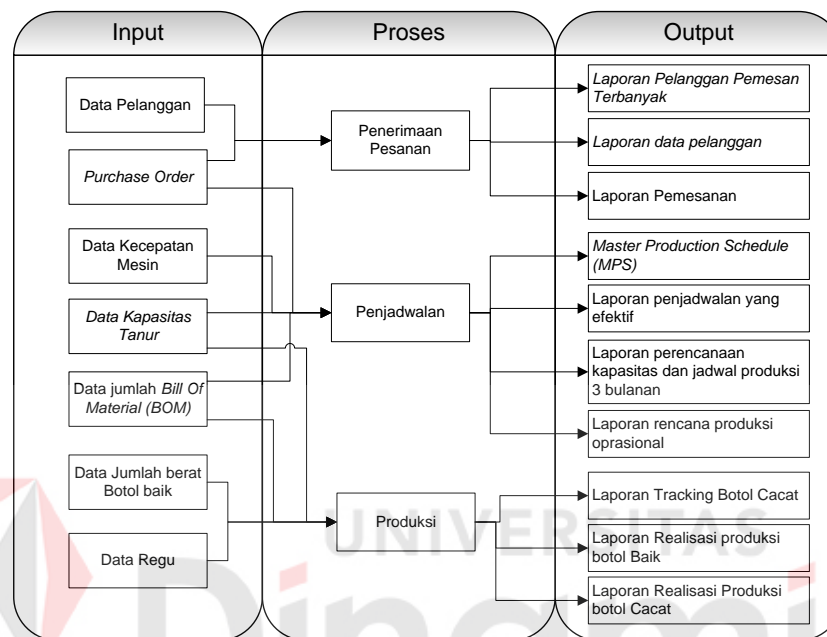 Input
Proses
Output
Data Pelanggan
Purchase Order
Data Kecepatan
Mesin
Data Kapasitas
Tanur
Data jumlah Bill Of
Material (BOM)
Data Jumlah berat
Botol baik
Data Regu
Penerimaan
Pesanan
Penjadwalan
Produksi
Laporan Pelanggan Pemesan
Terbanyak
Laporan data pelanggan
Laporan Pemesanan
Master Production Schedule
(MPS)
Laporan penjadwalan yang
efektif
Laporan perencanaan
kapasitas dan jadwal produksi
3 bulanan
Laporan rencana produksi
oprasional
Laporan Tracking Botol Cacat
Laporan Realisasi produksi
botol Baik
Laporan Realisasi Produksi
botol Cacat
UNIVERSITAS